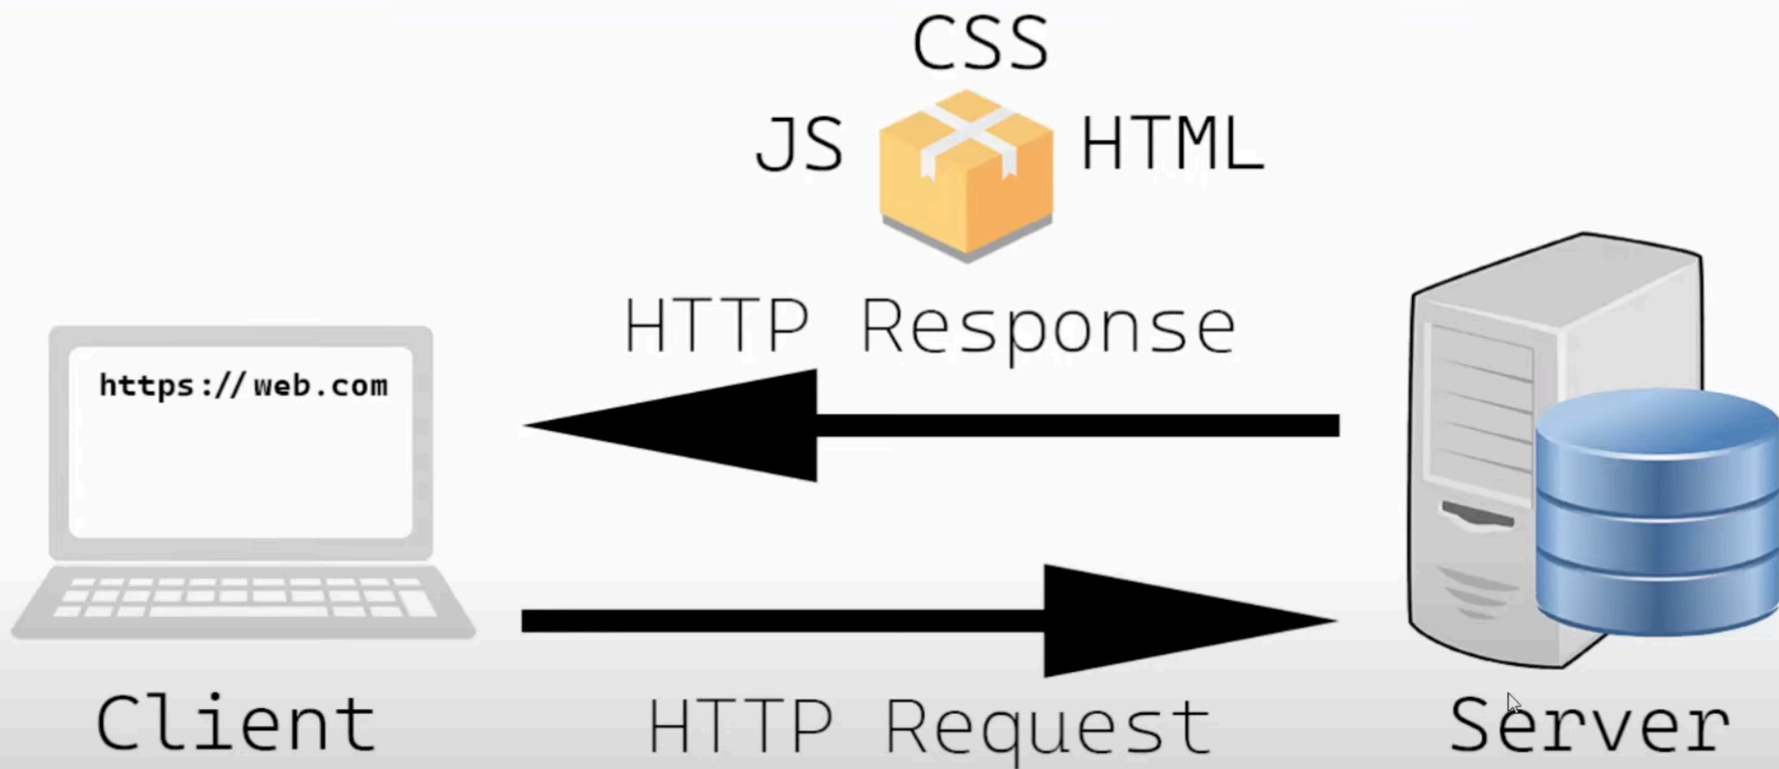 CSS
JS
HTML
HTTP Response
https://web.com
Client
HTTP Request
Server